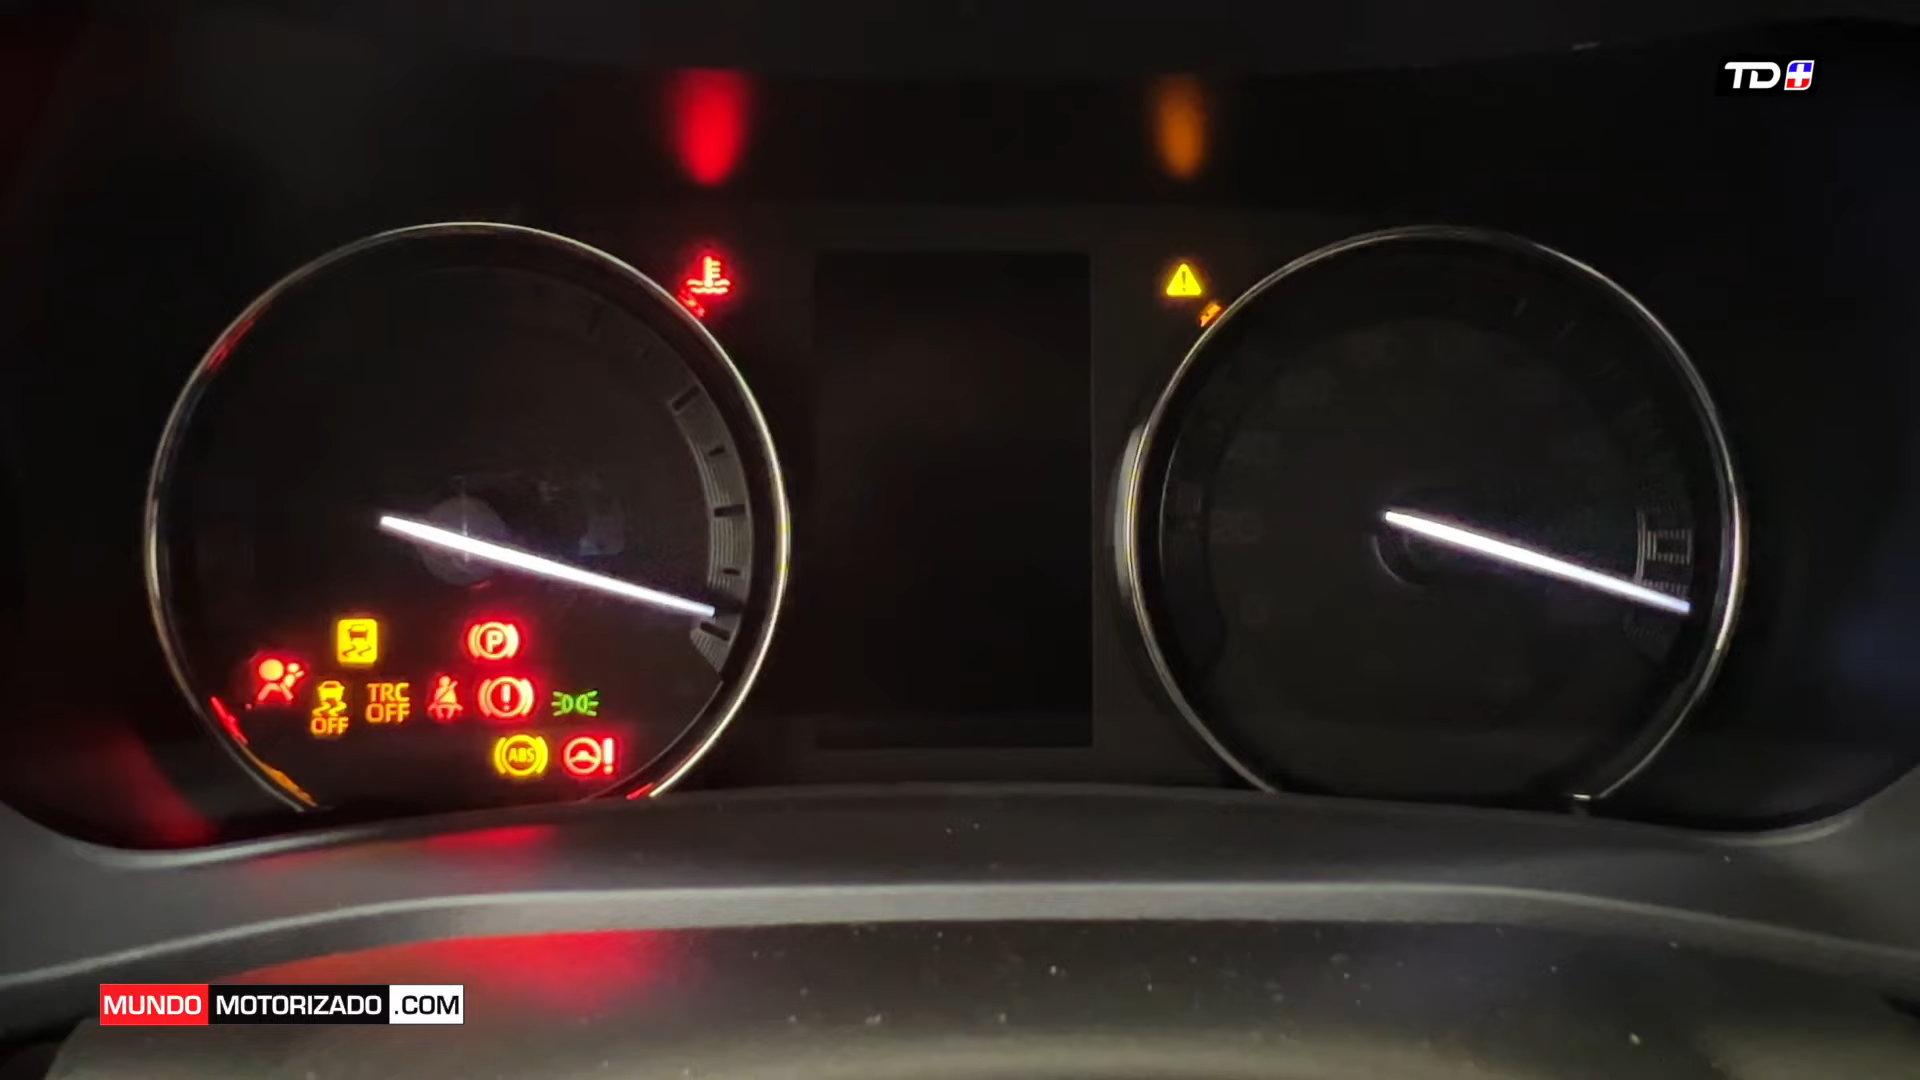 TD+
P
TRC
OFF
OFF
!
ABS
!
!
MUNDO MOTORIZADO .COM